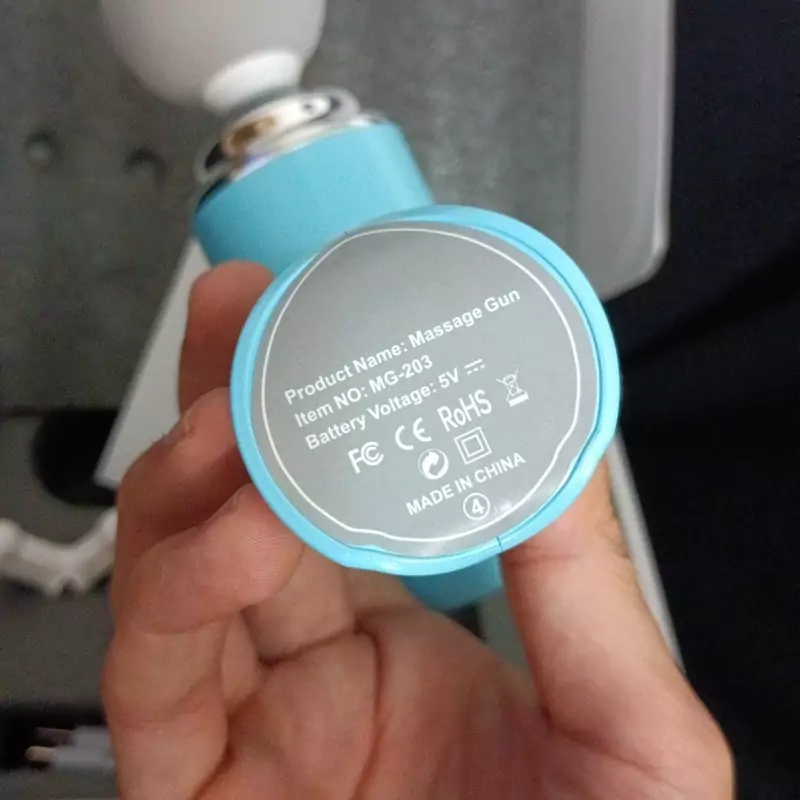 Product Name: Massage Gun
Item NO: MG-203
Battery Voltage: 5V
FC CE RoHS
MADE IN CHINA
4